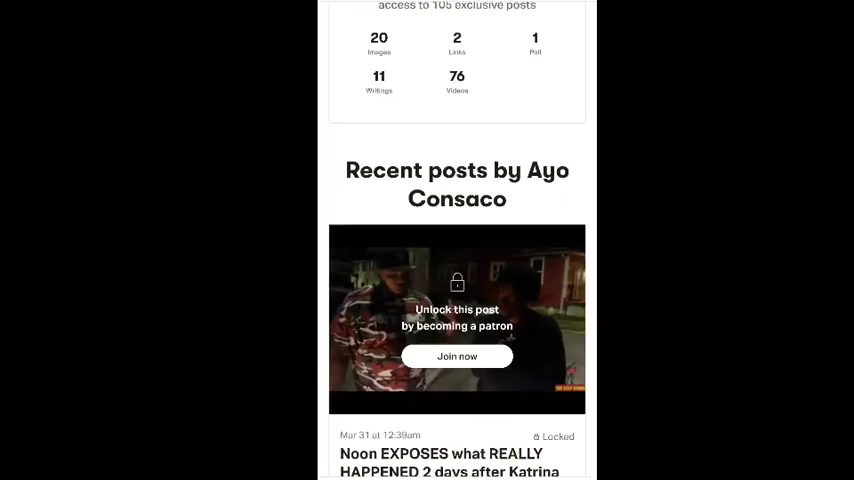 access to 105 exclusive posts
20 2 1
Images Links Poll
11 76
Writings Videos
Recent posts by Ayo
Consaco
Unlock this post
by becoming a patron
Join now
Mar 31 at 12:39am Locked
Noon EXPOSES what REALLY
HAPPENED 2 days after Katrina